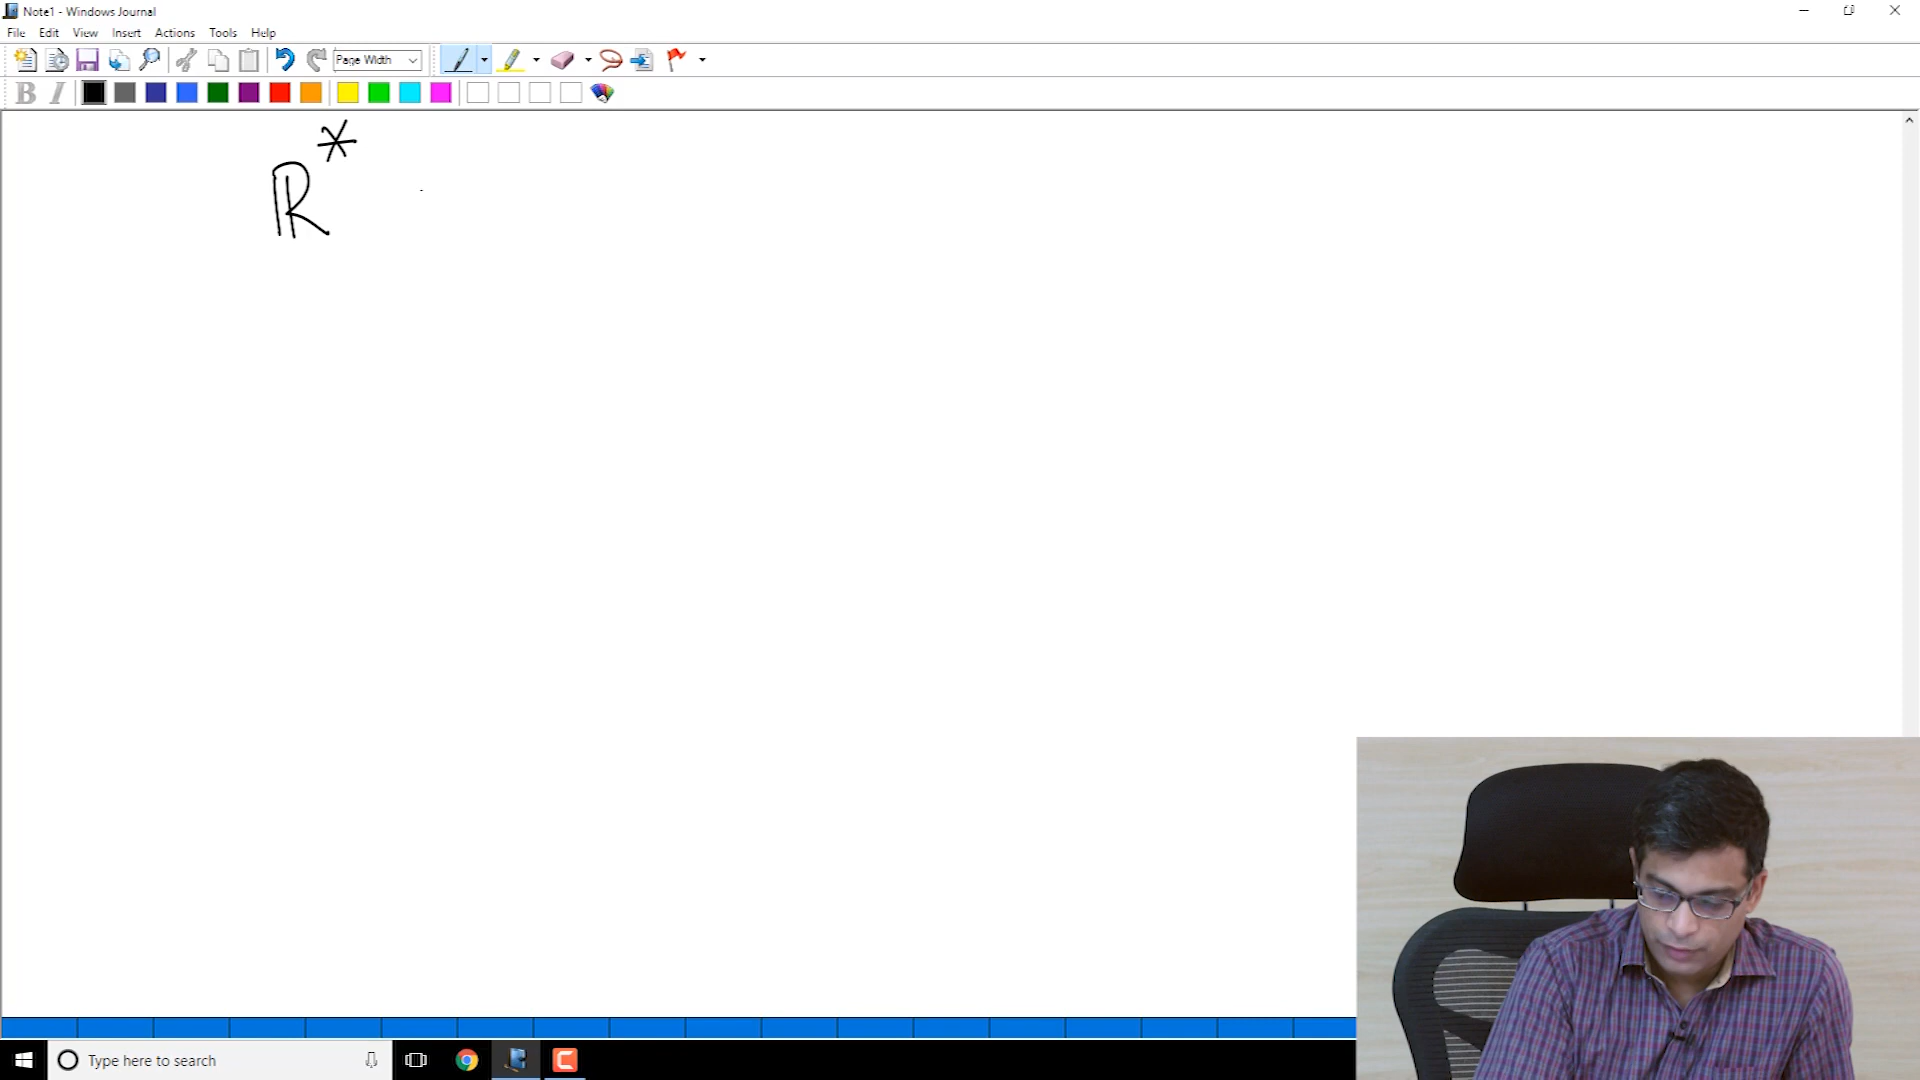 Note1 - Windows Journal
File Edit View Insert Actions Tools Help
Page Width
B I
ℝ*
Type here to search